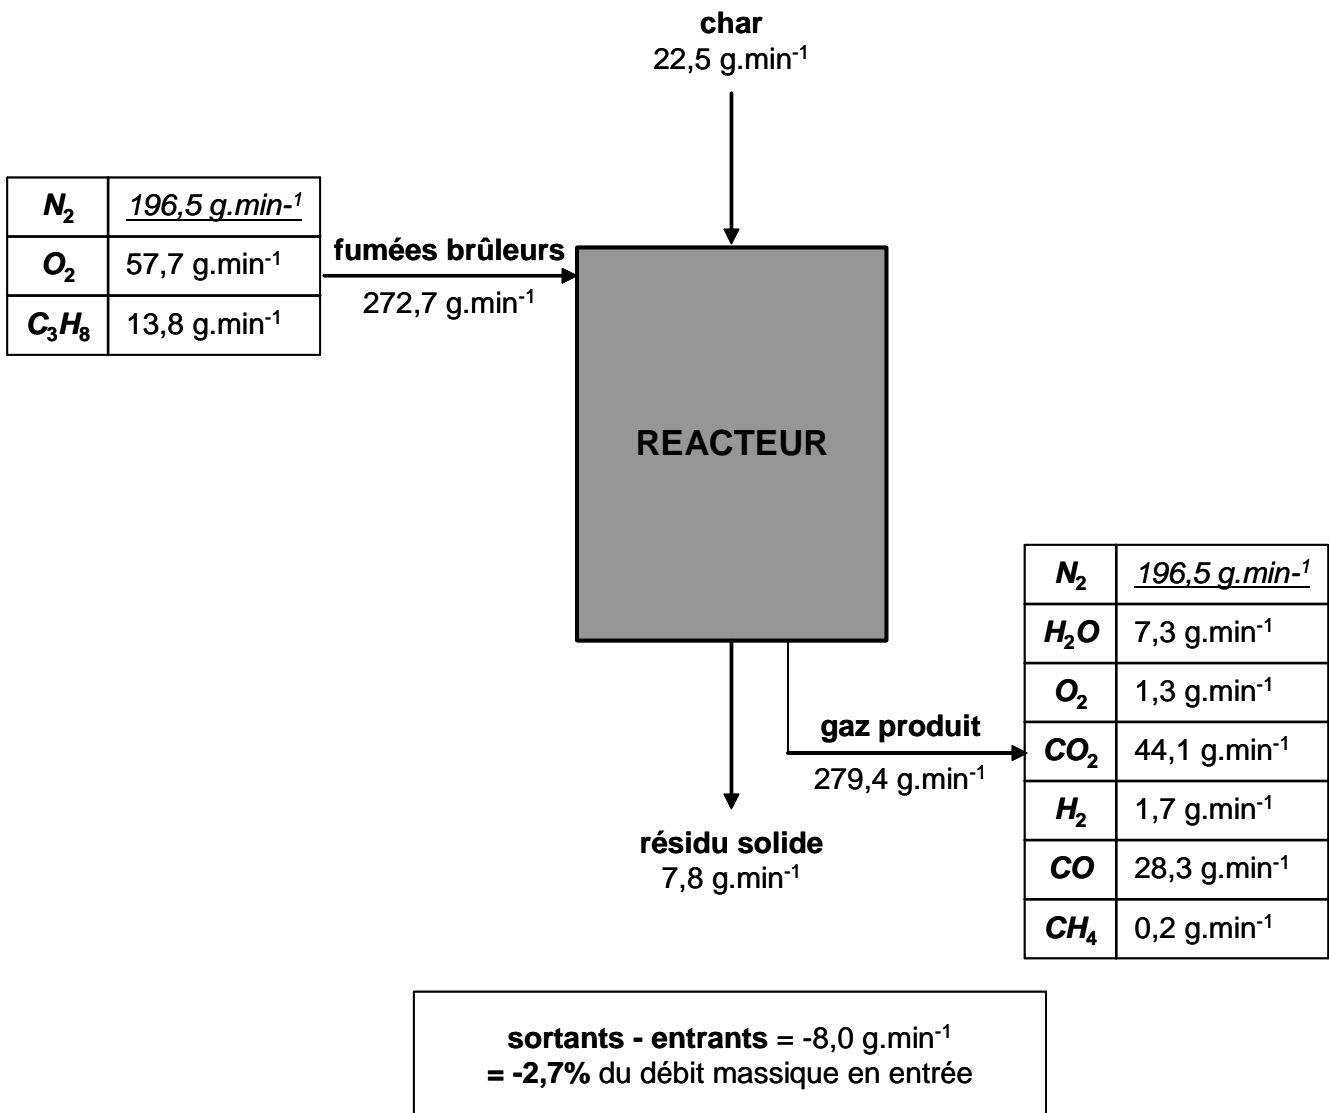 char
22,5 g.min-1
N2 196,5 g.min-1
O2 57,7 g.min-1
C3H8 13,8 g.min-1
fumées brûleurs
272,7 g.min-1
REACTEUR
résidu solide
7,8 g.min-1
gaz produit
279,4 g.min-1
N2 196,5 g.min-1
H2O 7,3 g.min-1
O2 1,3 g.min-1
CO2 44,1 g.min-1
H2 1,7 g.min-1
CO 28,3 g.min-1
CH4 0,2 g.min-1
sortants - entrants = -8,0 g.min-1
= -2,7% du débit massique en entrée